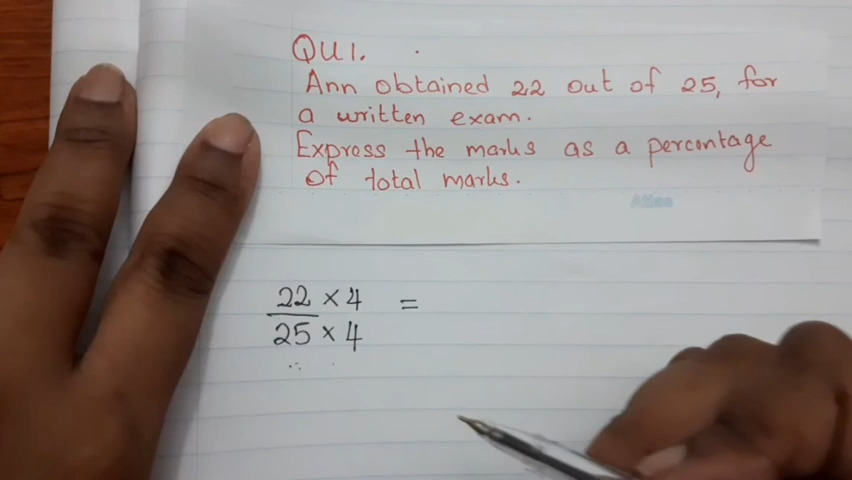 QU1.
Ann obtained 22 out of 25, for
a written exam.
Express the marks as a percentage
of total marks.
22 × 4 =
25 × 4